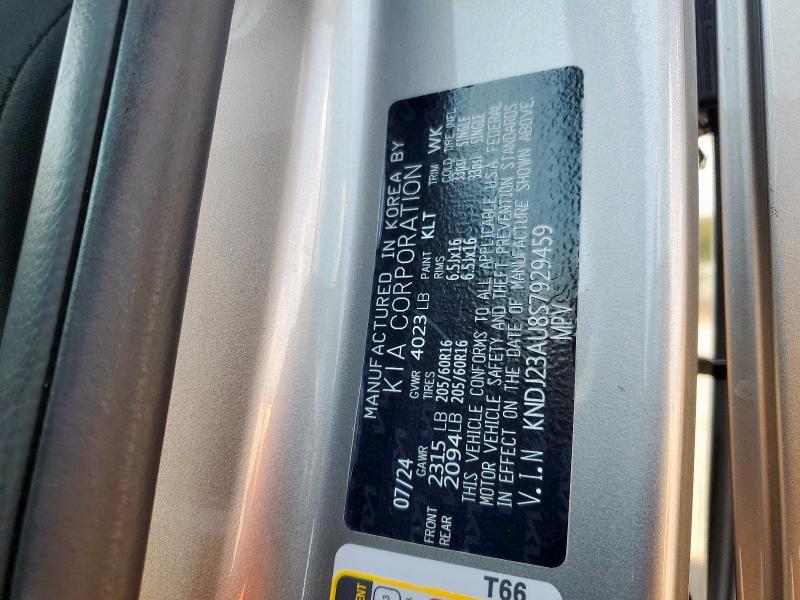 MANUFACTURED IN KOREA BY
KIA CORPORATION
07/24 GVWR 4023 LB PAINT KLT TRIM WK
GAWR TIRES RIMS COLD TIRE INFL
FRONT 2315 LB 205/60R16 6.5Jx16 33psi SINGLE
REAR 2094LB 205/60R16 6.5Jx16 33psi SINGLE
THIS VEHICLE CONFORMS TO ALL APPLICABLE U.S.A. FEDERAL
MOTOR VEHICLE SAFETY AND THEFT PREVENTION STANDARDS
IN EFFECT ON THE DATE OF MANUFACTURE SHOWN ABOVE.
V.I.N KNDJ23AU8S7929459
MPV
T66